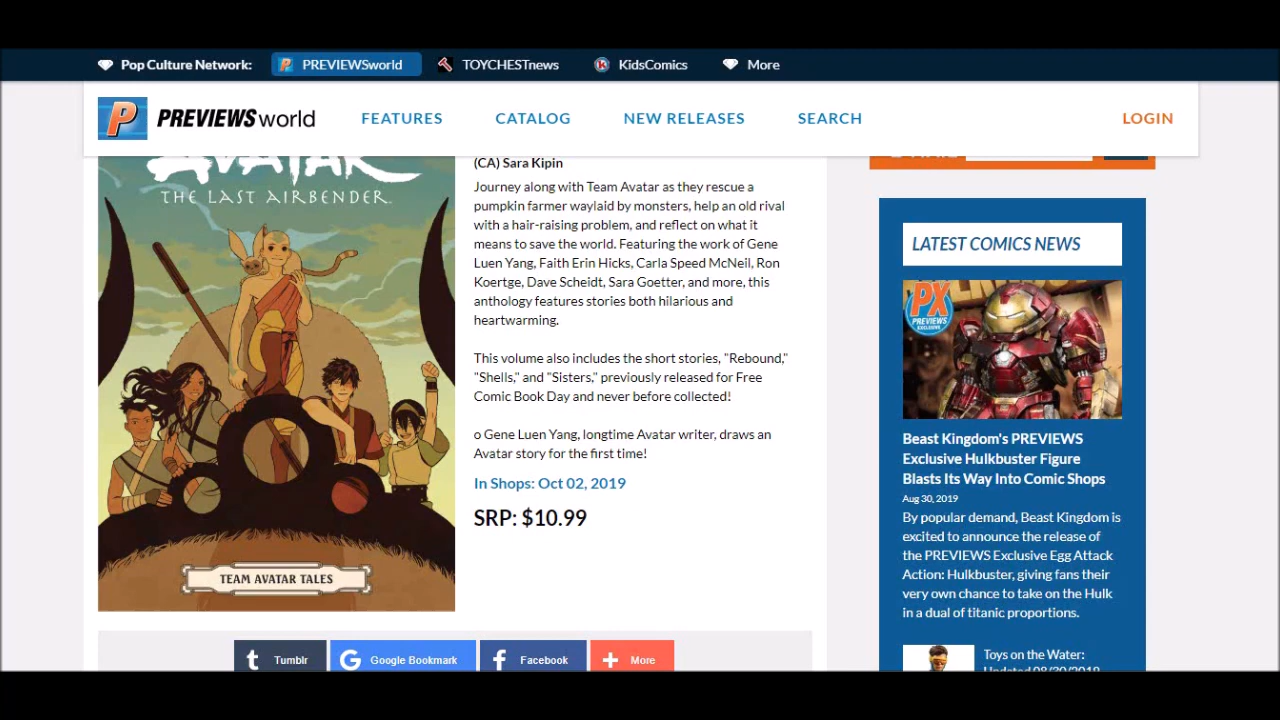 Pop Culture Network:
PREVIEWSworld
TOYCHESTnews
KidsComics
More
P PREVIEWSworld
FEATURES
CATALOG
NEW RELEASES
SEARCH
LOGIN
AVATAR
THE LAST AIRBENDER
TEAM AVATAR TALES
(CA) Sara Kipin
Journey along with Team Avatar as they rescue a
pumpkin farmer waylaid by monsters, help an old rival
with a hair-raising problem, and reflect on what it
means to save the world. Featuring the work of Gene
Luen Yang, Faith Erin Hicks, Carla Speed McNeil, Ron
Koertge, Dave Scheidt, Sara Goetter, and more, this
anthology features stories both hilarious and
heartwarming.
This volume also includes the short stories, "Rebound,"
"Shells," and "Sisters," previously released for Free
Comic Book Day and never before collected!
o Gene Luen Yang, longtime Avatar writer, draws an
Avatar story for the first time!
In Shops: Oct 02, 2019
SRP: $10.99
t Tumblr
G Google Bookmark
f Facebook
+ More
LATEST COMICS NEWS
PX
PREVIEWS
EXCLUSIVE
Beast Kingdom's PREVIEWS
Exclusive Hulkbuster Figure
Blasts Its Way Into Comic Shops
Aug 30, 2019
By popular demand, Beast Kingdom is
excited to announce the release of
the PREVIEWS Exclusive Egg Attack
Action: Hulkbuster, giving fans their
very own chance to take on the Hulk
in a dual of titanic proportions.
Toys on the Water:
Updated 08/30/2019